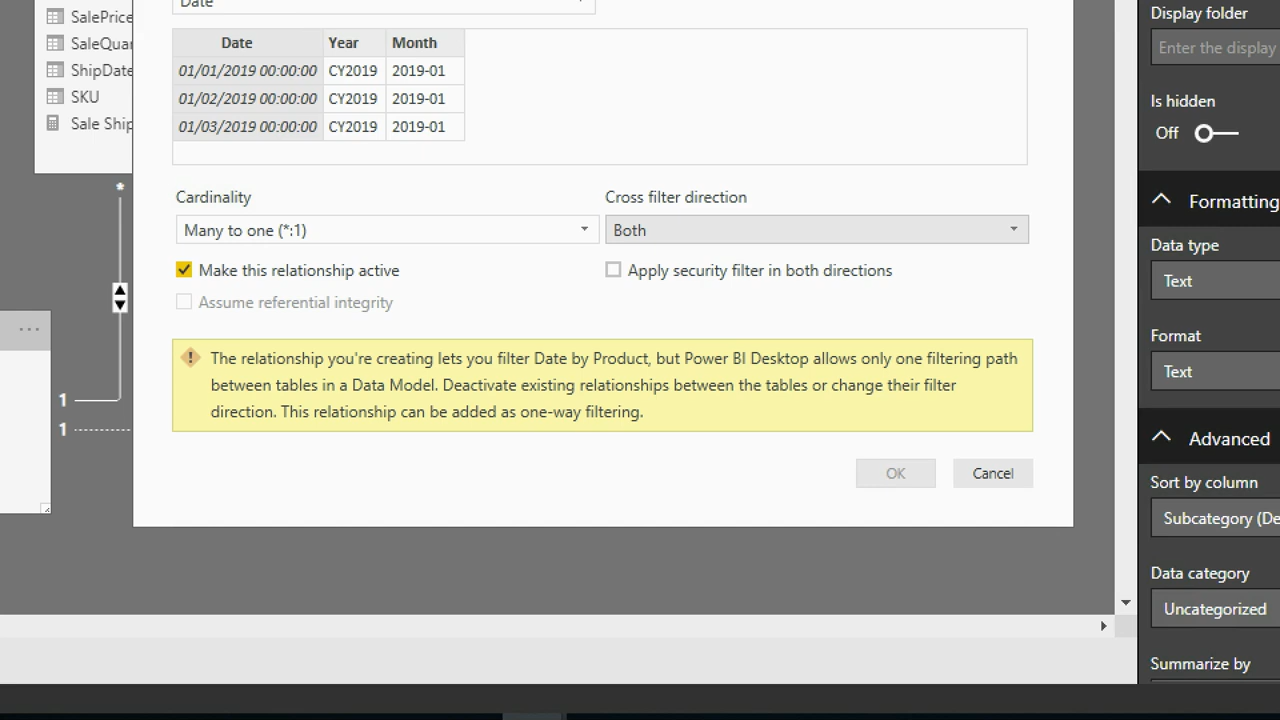 Date
SalePrice
SaleQuan
ShipDate
SKU
Sale Ship
Date Year Month
01/01/2019 00:00:00 CY2019 2019-01
01/02/2019 00:00:00 CY2019 2019-01
01/03/2019 00:00:00 CY2019 2019-01
*
1
1
Cardinality
Many to one (*:1)
Cross filter direction
Both
Make this relationship active
Apply security filter in both directions
Assume referential integrity
The relationship you're creating lets you filter Date by Product, but Power BI Desktop allows only one filtering path
between tables in a Data Model. Deactivate existing relationships between the tables or change their filter
direction. This relationship can be added as one-way filtering.
OK
Cancel
Display folder
Enter the display
Is hidden
Off
Formatting
Data type
Text
Format
Text
Advanced
Sort by column
Subcategory (De
Data category
Uncategorized
Summarize by